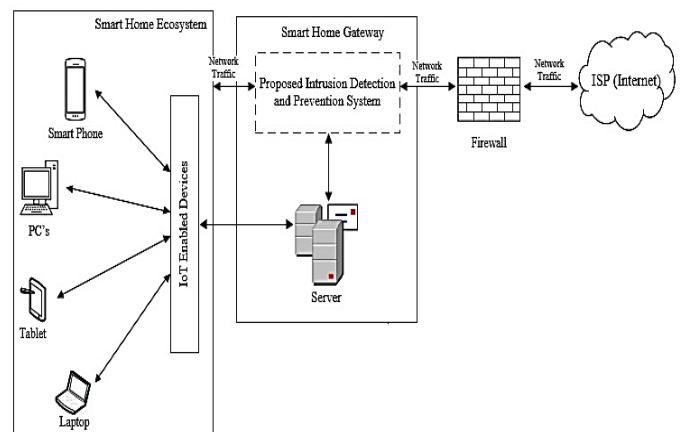 Smart Home Ecosystem
Smart Phone
PC's
Tablet
Laptop
IoT Enabled Devices
Network
Traffic
Smart Home Gateway
Proposed Intrusion Detection
and Prevention System
Server
Network
Traffic
Firewall
Network
Traffic
ISP (Internet)